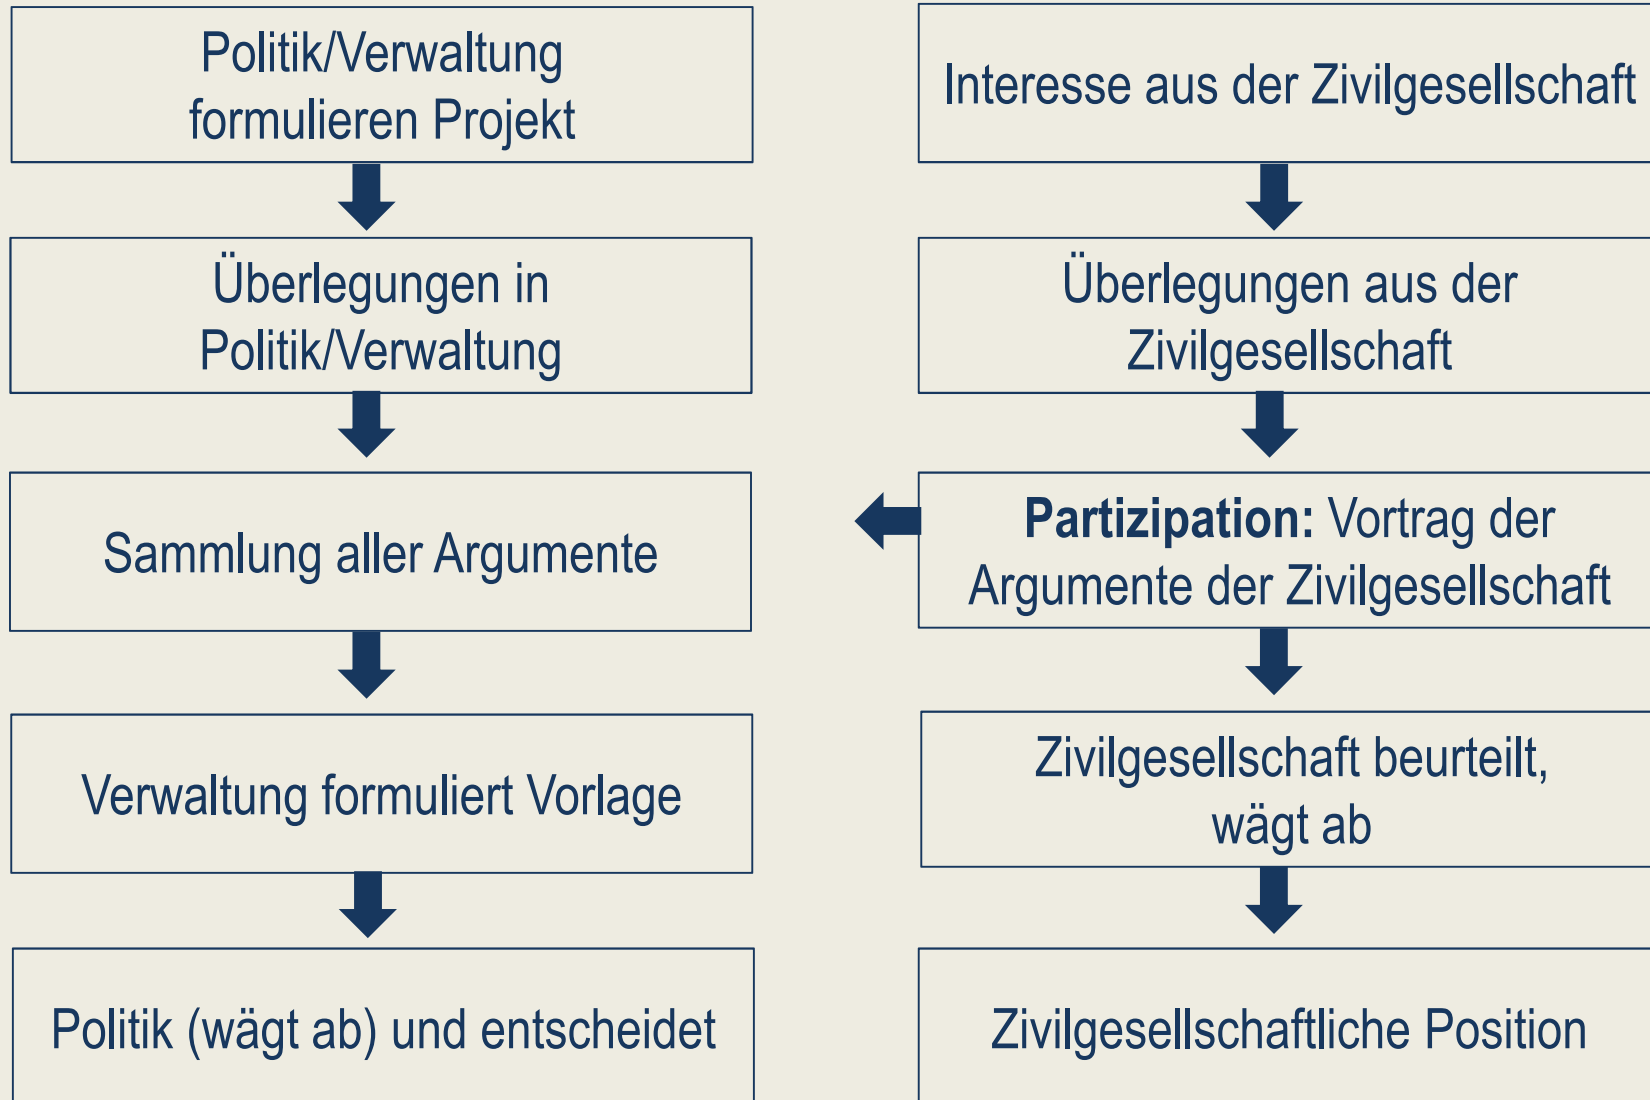 Politik/Verwaltung
formulieren Projekt
Überlegungen in
Politik/Verwaltung
Sammlung aller Argumente
Verwaltung formuliert Vorlage
Politik (wägt ab) und entscheidet
Interesse aus der Zivilgesellschaft
Überlegungen aus der
Zivilgesellschaft
Partizipation: Vortrag der
Argumente der Zivilgesellschaft
Zivilgesellschaft beurteilt,
wägt ab
Zivilgesellschaftliche Position